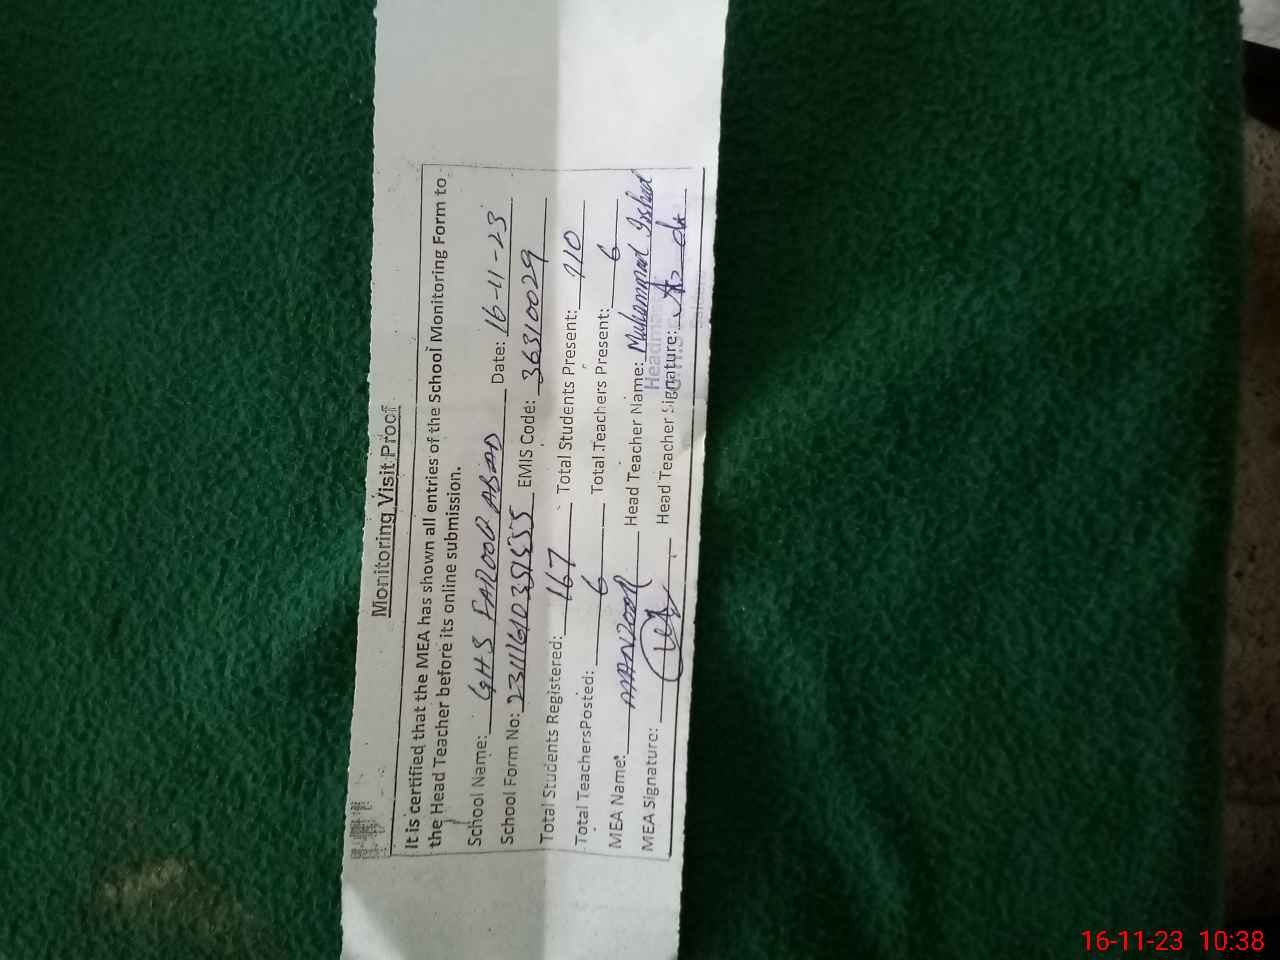 Monitoring Visit Proof
It is certified that the MEA has shown all entries of the School Monitoring Form to
the Head Teacher before its online submission.
School Name: GHS FAROOQ ABAD Date: 16-11-23
School Form No: EMIS Code: 36310029
Total Students Registered: 167 Total Students Present: 110
Total TeachersPosted: 6 Total Teachers Present: 6
MEA Name: MANZOOR Head Teacher Name: Muhammad Irshad
MEA Signature: Head Teacher Signature:
Headma
16-11-23 10:38